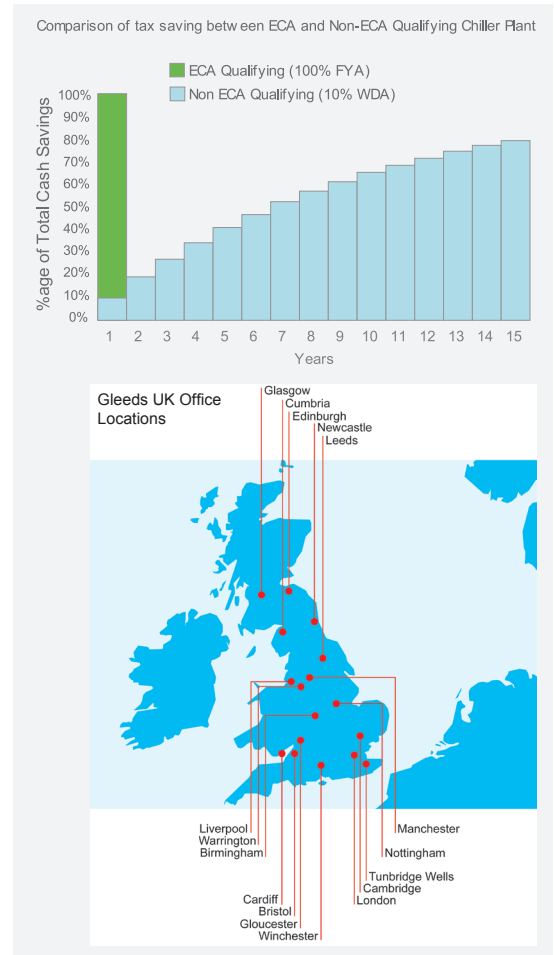 Comparison of tax saving between ECA and Non-ECA Qualifying Chiller Plant
ECA Qualifying (100% FYA)
Non ECA Qualifying (10% WDA)
%age of Total Cash Savings
100%
90%
80%
70%
60%
50%
40%
30%
20%
10%
0%
1 2 3 4 5 6 7 8 9 10 11 12 13 14 15
Years
Gleeds UK Office
Locations
Glasgow
Cumbria
Edinburgh
Newcastle
Leeds
Liverpool
Warrington
Birmingham
Manchester
Nottingham
Tunbridge Wells
Cambridge
London
Cardiff
Bristol
Gloucester
Winchester